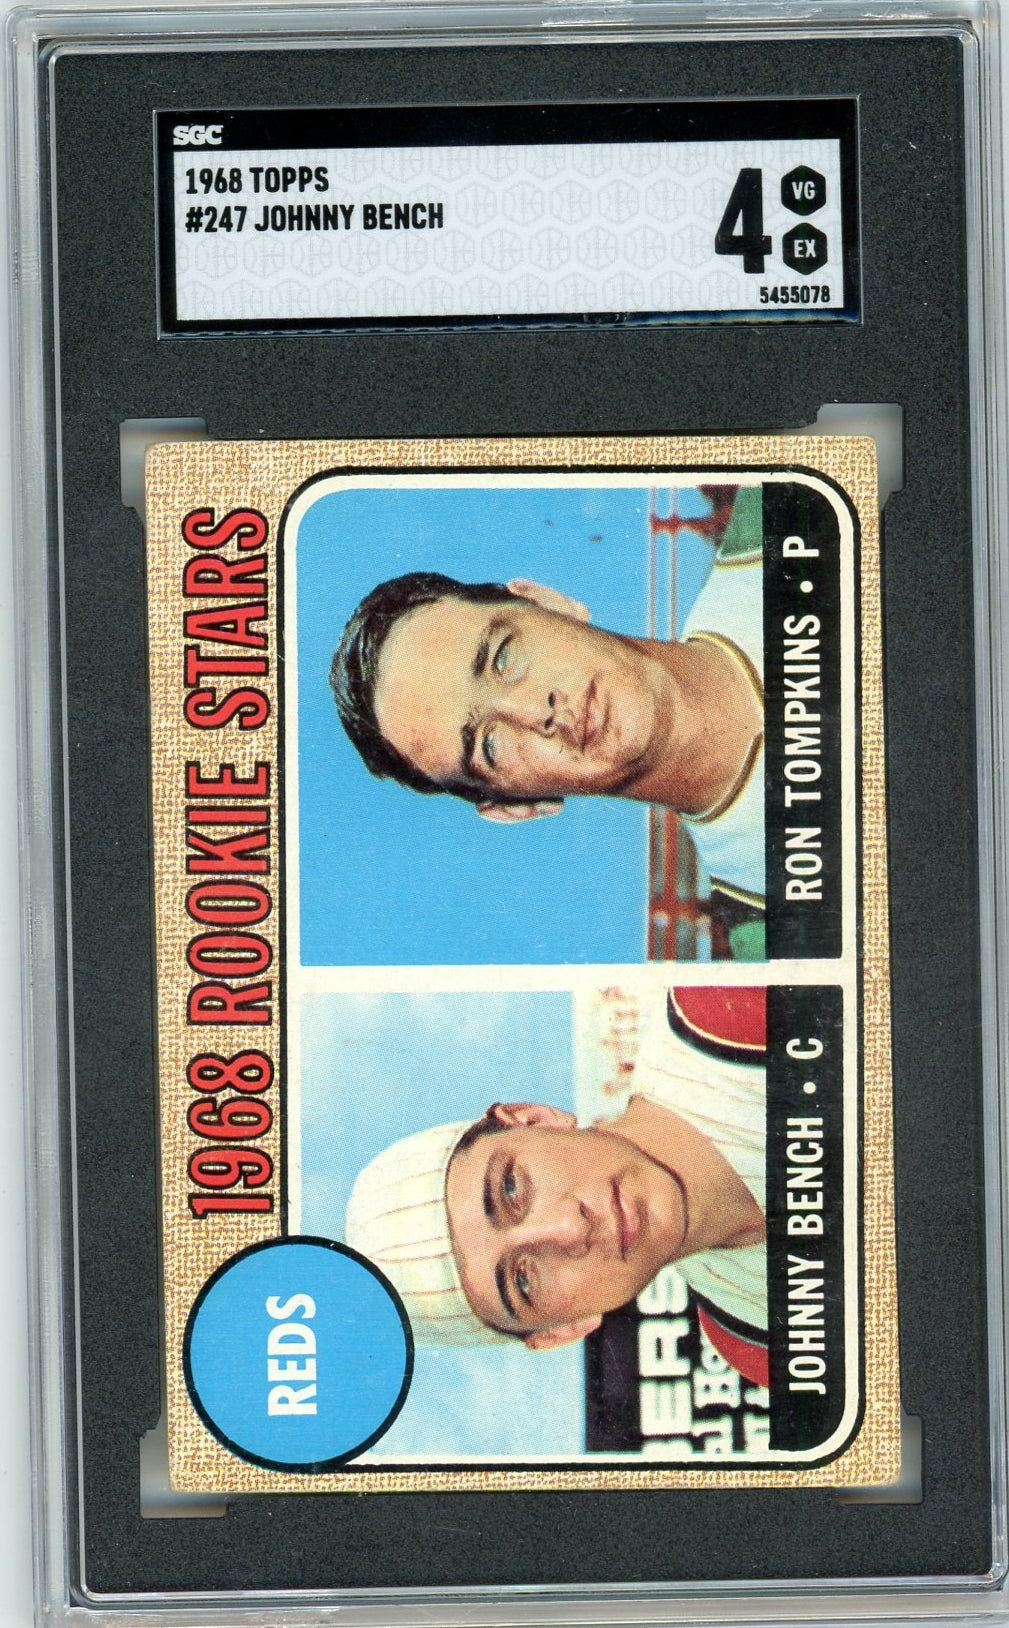 SGC
1968 TOPPS
#247 JOHNNY BENCH
4
VG
EX
5455078
1968 ROOKIE STARS
REDS
JOHNNY BENCH • C
RON TOMPKINS • P